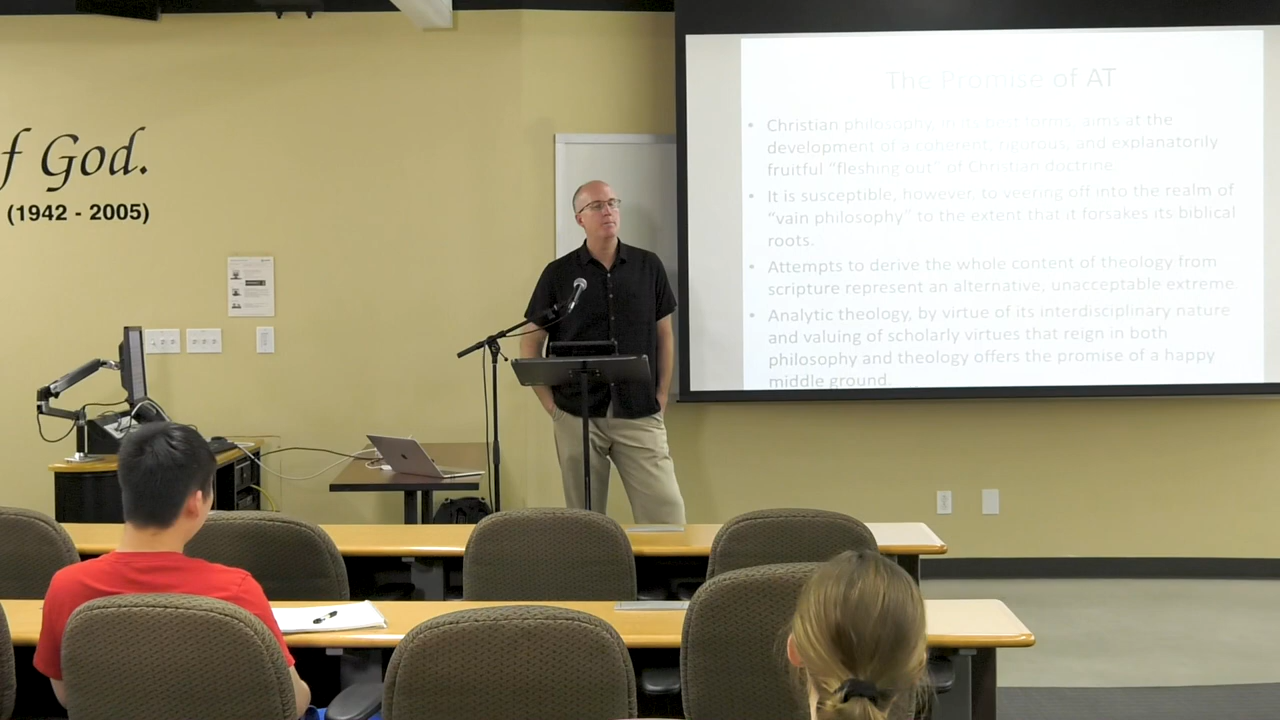 f God.
(1942 - 2005)
The Promise of AT
• Christian philosophy, in its best forms, aims at the
development of a coherent, rigorous, and explanatorily
fruitful “fleshing out” of Christian doctrine.
• It is susceptible, however, to veering off into the realm of
“vain philosophy” to the extent that it forsakes its biblical
roots.
• Attempts to derive the whole content of theology from
scripture represent an alternative, unacceptable extreme.
• Analytic theology, by virtue of its interdisciplinary nature
and valuing of scholarly virtues that reign in both
philosophy and theology offers the promise of a happy
middle ground.